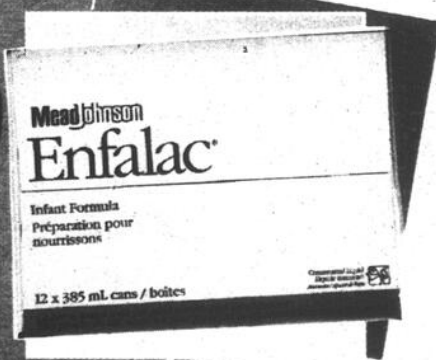 MeadJohnson
Enfalac
Infant Formula
Préparation pour
nourrissons
12 x 385 mL cans / boîtes